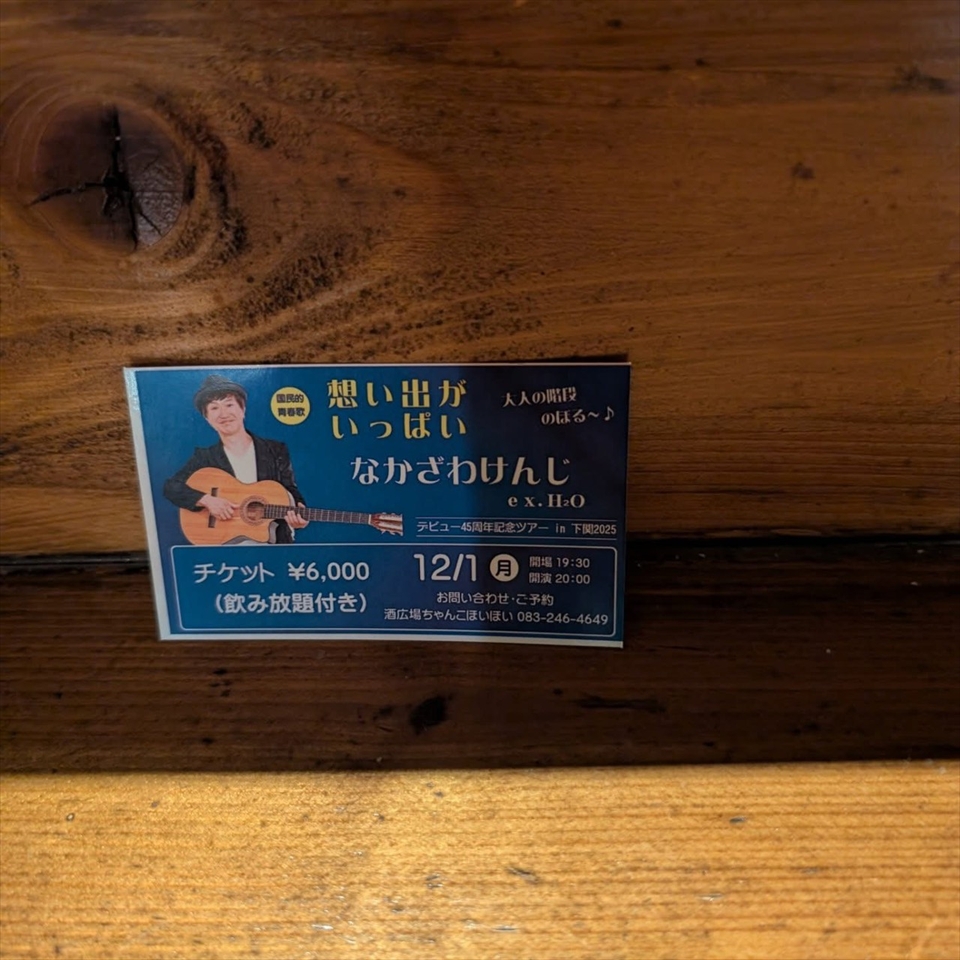 国民的
青春歌
想い出が
いっぱい
大人の階段
のぼる〜♪
なかざわけんじ
ex.H₂O
デビュー45周年記念ツアー in 下関2025
チケット ¥6,000
(飲み放題付き)
12/1 月
開場 19:30
開演 20:00
お問い合わせ・ご予約
酒広場ちゃんこほいほい 083-246-4649